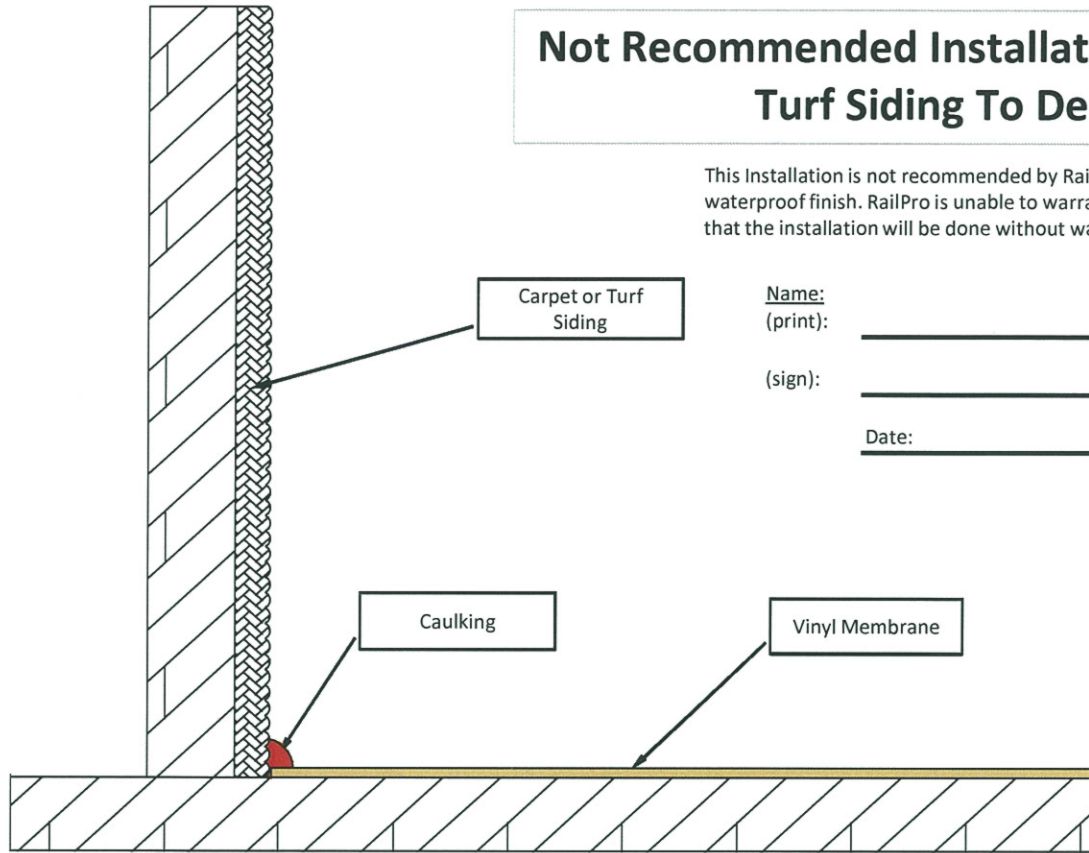 Not Recommended Installat
Turf Siding To De
This Installation is not recommended by Rai
waterproof finish. RailPro is unable to warra
that the installation will be done without wa
Carpet or Turf
Siding
Name:
(print):
(sign):
Date:
Caulking
Vinyl Membrane